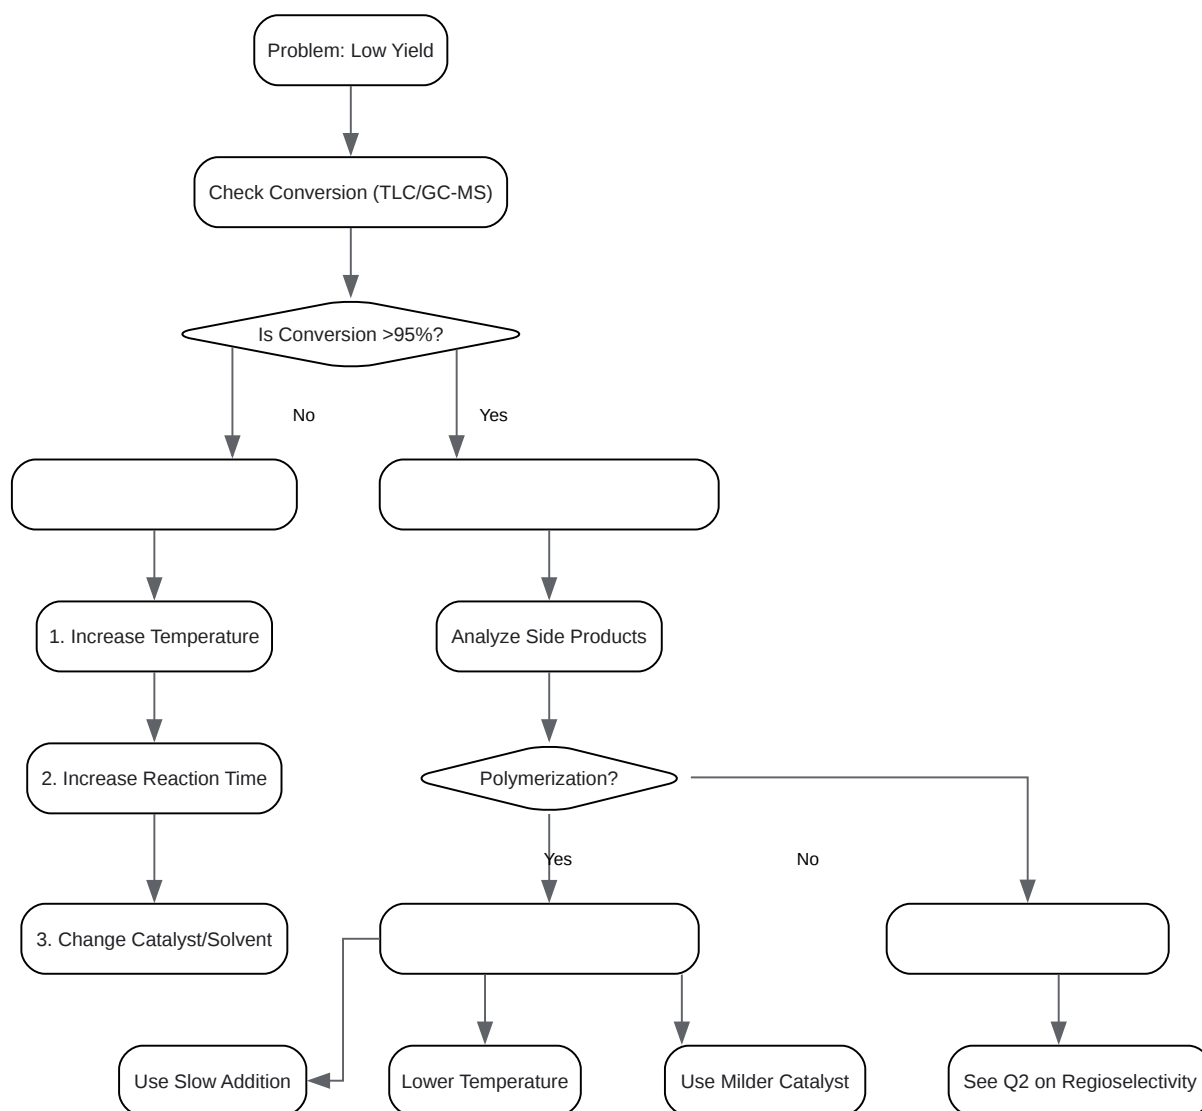 Problem: Low Yield
Check Conversion (TLC/GC-MS)
Is Conversion >95%?
No
Yes
1. Increase Temperature
Analyze Side Products
2. Increase Reaction Time
Polymerization?
Yes
No
3. Change Catalyst/Solvent
Use Slow Addition
Lower Temperature
Use Milder Catalyst
See Q2 on Regioselectivity